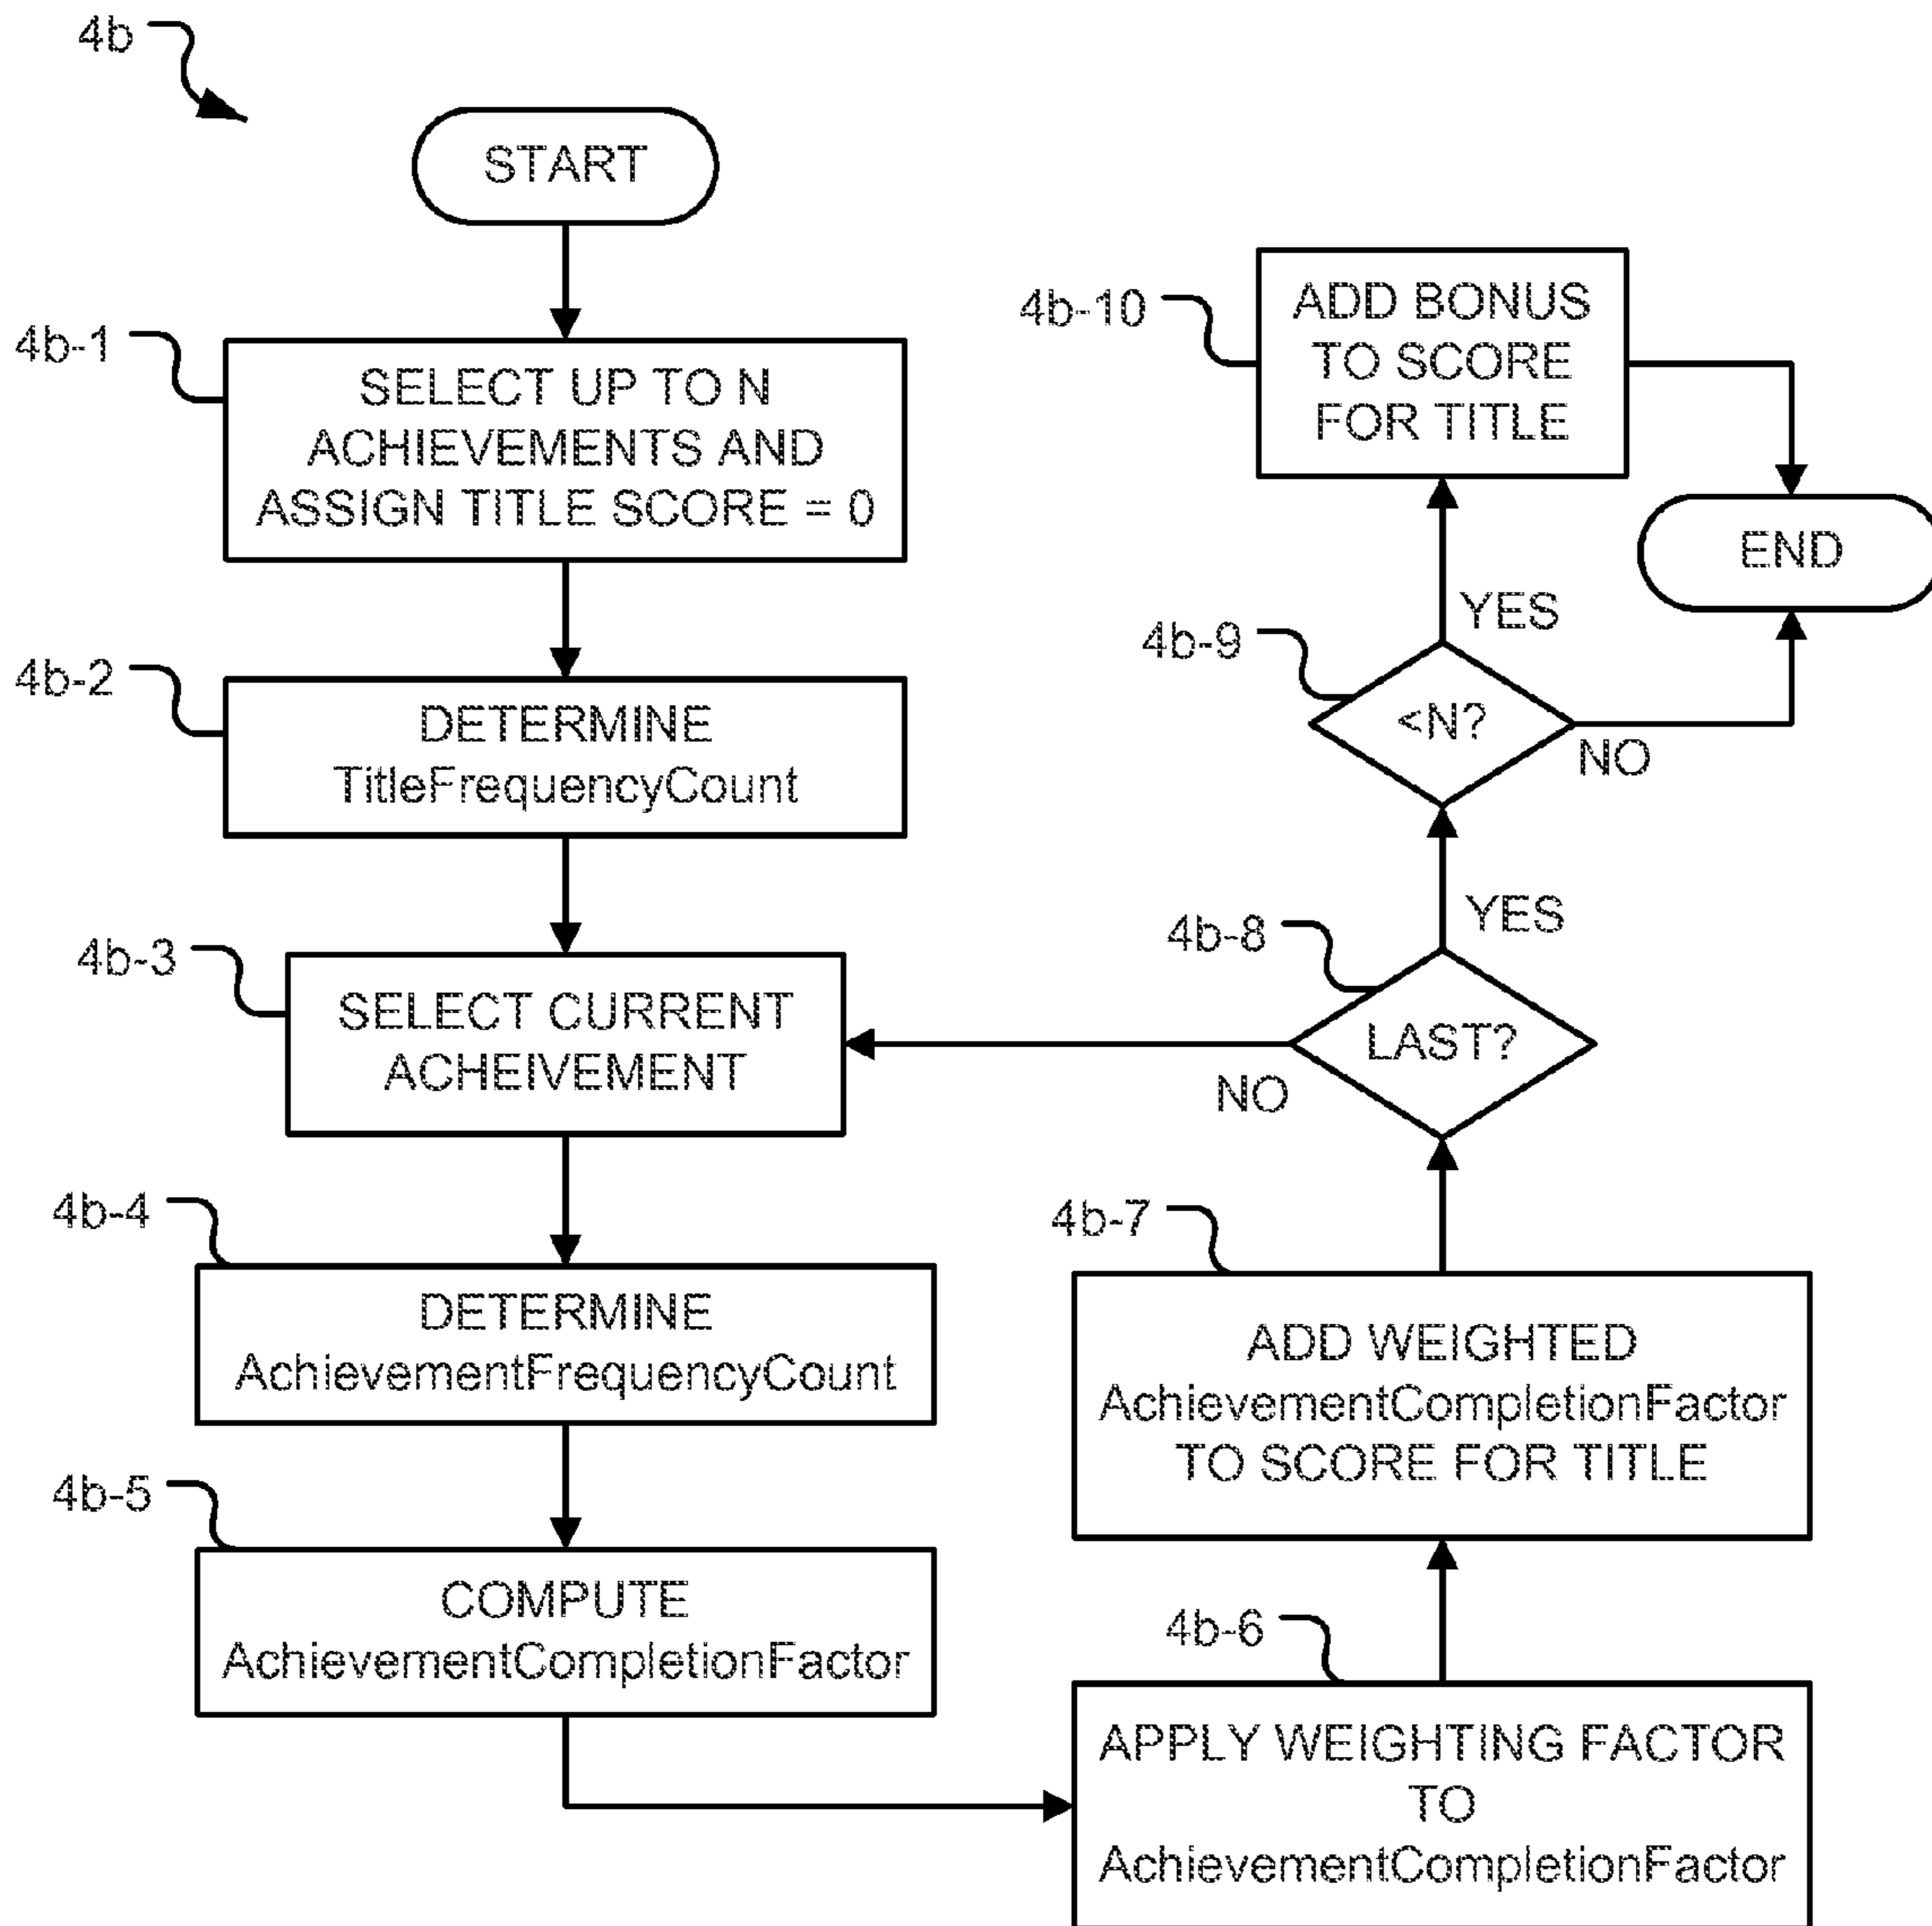 4b
START
4b-1
SELECT UP TO N
ACHIEVEMENTS AND
ASSIGN TITLE SCORE = 0
4b-2
DETERMINE
TitleFrequencyCount
4b-3
SELECT CURRENT
ACHEIVEMENT
4b-4
DETERMINE
AchievementFrequencyCount
4b-5
COMPUTE
AchievementCompletionFactor
4b-6
APPLY WEIGHTING FACTOR
TO
AchievementCompletionFactor
4b-7
ADD WEIGHTED
AchievementCompletionFactor
TO SCORE FOR TITLE
4b-8
LAST?
NO
YES
4b-9
<N?
NO
YES
4b-10
ADD BONUS
TO SCORE
FOR TITLE
END